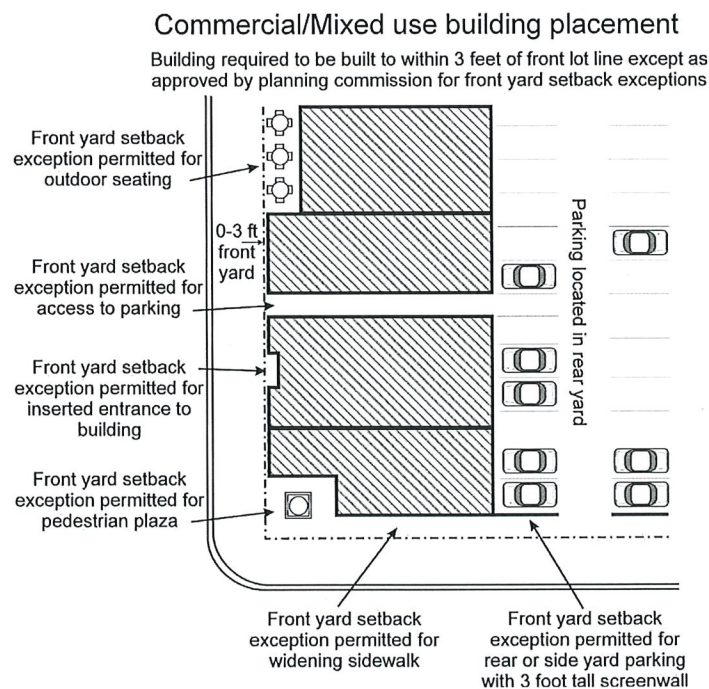 Commercial/Mixed use building placement
Building required to be built to within 3 feet of front lot line except as
approved by planning commission for front yard setback exceptions
Front yard setback
exception permitted for
outdoor seating
0-3 ft
front
yard
Front yard setback
exception permitted for
access to parking
Front yard setback
exception permitted for
inserted entrance to
building
Front yard setback
exception permitted for
pedestrian plaza
Parking located in rear yard
Front yard setback
exception permitted for
widening sidewalk
Front yard setback
exception permitted for
rear or side yard parking
with 3 foot tall screenwall